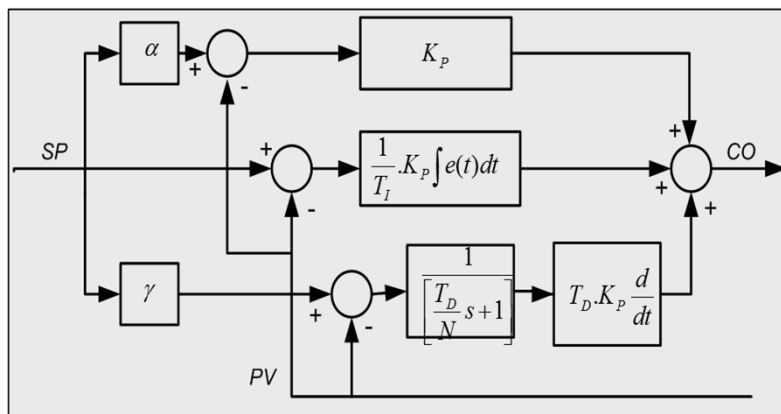 α
+
-
K_P
+
SP
+
-
1/T_I .K_P∫e(t)dt
+
CO
+
γ
+
-
1/[T_D/N s+1]
T_D.K_P d/dt
PV